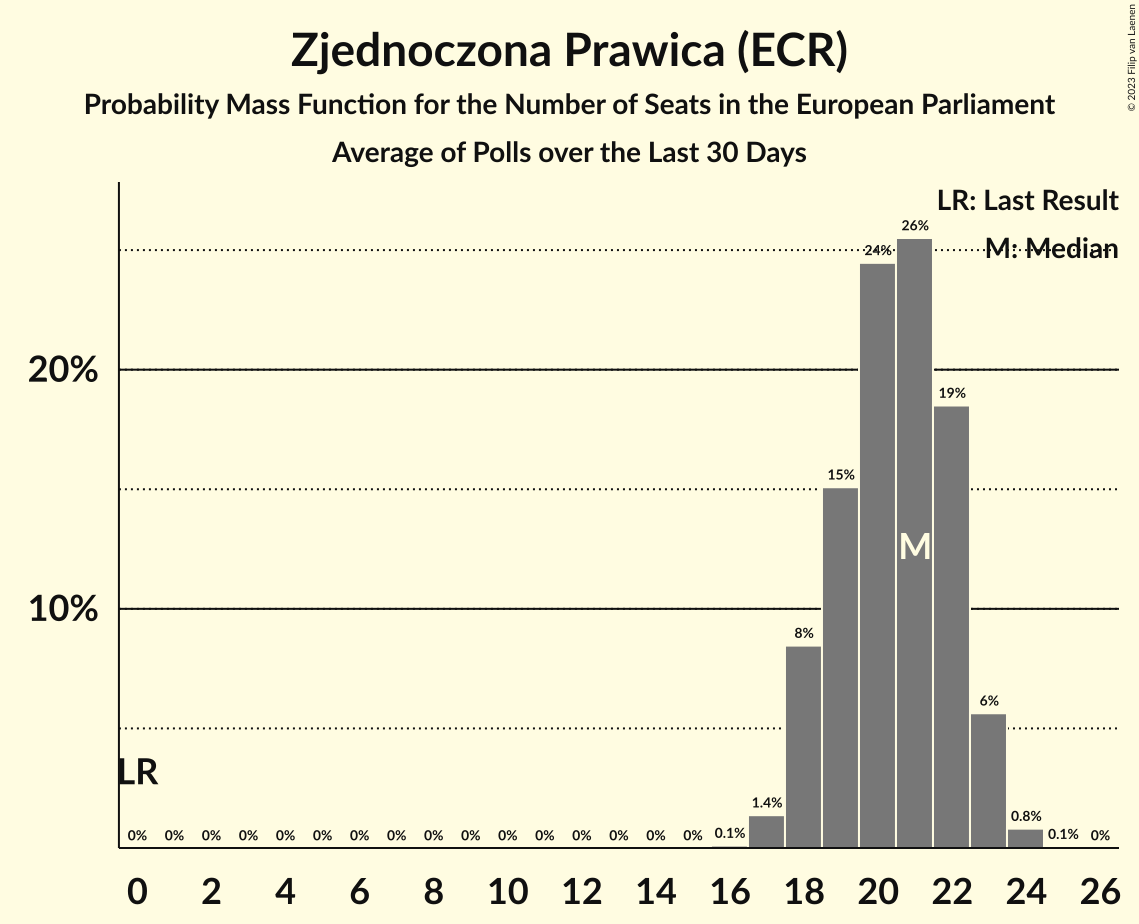 Zjednoczona Prawica (ECR)
Probability Mass Function for the Number of Seats in the European Parliament
Average of Polls over the Last 30 Days
© 2023 Filip van Laenen
LR: Last Result
M: Median
26%
24%
20%
19%
15%
M
10%
8%
6%
LR
1.4%
0.8%
0% 0% 0% 0% 0% 0% 0% 0% 0% 0% 0% 0% 0% 0% 0% 0% 0.1% 0.1% 0%
0 2 4 6 8 10 12 14 16 18 20 22 24 26